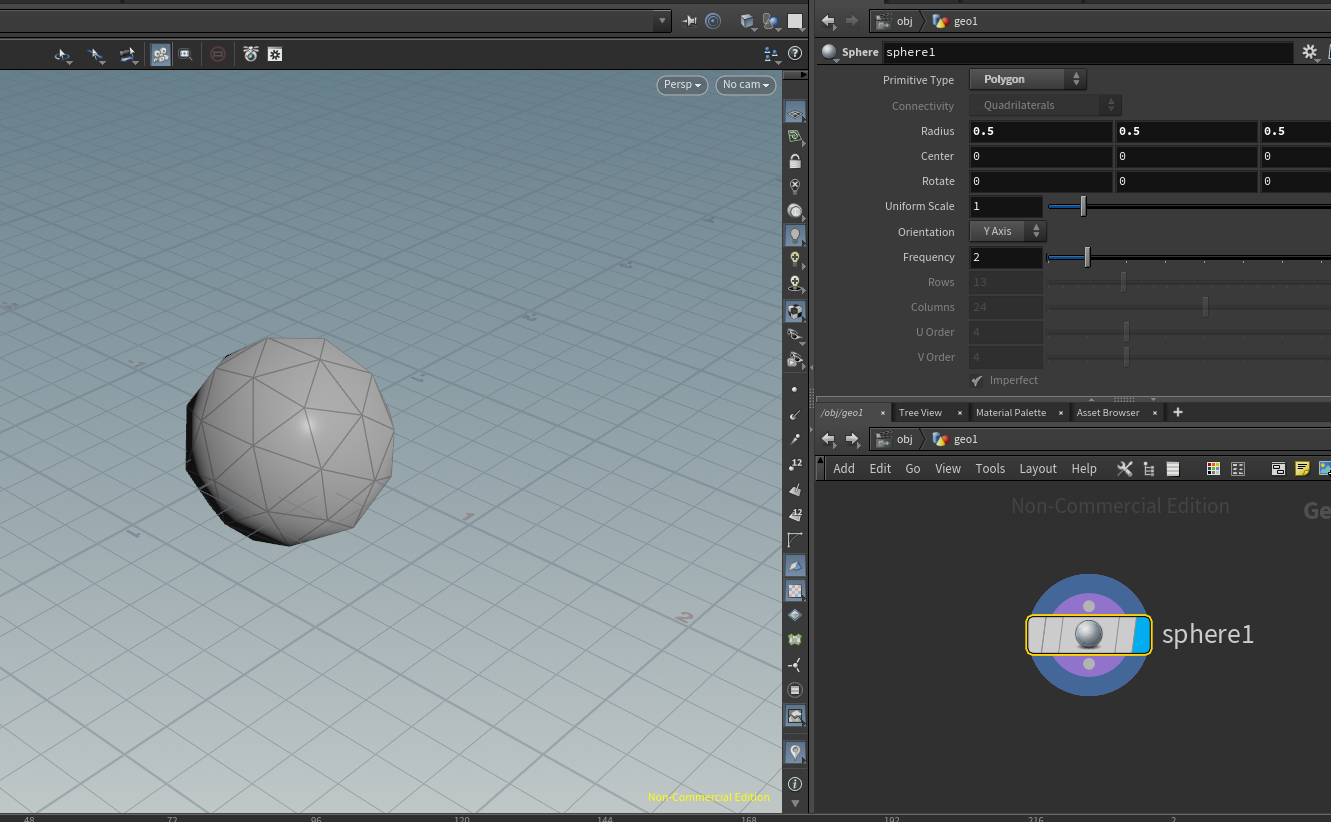 obj geo1
Sphere sphere1
Persp No cam
Primitive Type Polygon
Connectivity Quadrilaterals
Radius 0.5 0.5 0.5
Center 0 0 0
Rotate 0 0 0
Uniform Scale 1
Orientation Y Axis
Frequency 2
Rows 13
Columns 24
U Order 4
V Order 4
Imperfect
/obj/geo1 × Tree View × Material Palette × Asset Browser × +
obj geo1
Add Edit Go View Tools Layout Help
12
12
1
2
Non-Commercial Edition Ge
sphere1
Non-Commercial Edition
48 72 96 120 144 168 192 216 2